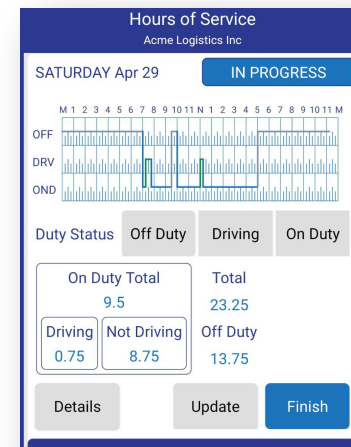 Hours of Service
Acme Logistics Inc
SATURDAY Apr 29 IN PROGRESS
M 1 2 3 4 5 6 7 8 9 10 11 N 1 2 3 4 5 6 7 8 9 10 11 M
OFF
DRV
OND
Duty Status Off Duty Driving On Duty
On Duty Total Total
9.5 23.25
Driving Not Driving Off Duty
0.75 8.75 13.75
Details Update Finish